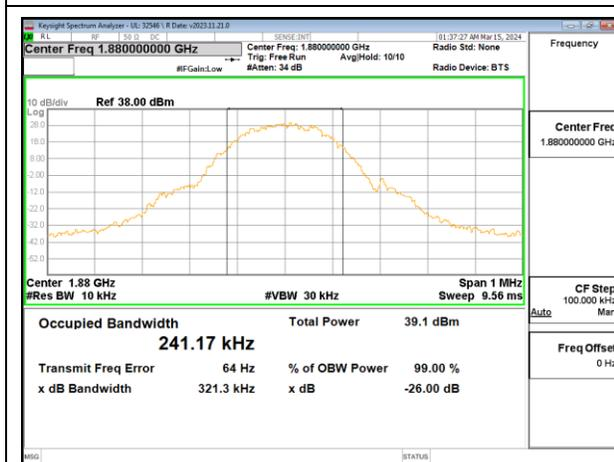 Keysight Spectrum Analyzer - UL: 32546 \ R Date: v2023.11.21.0
RL RF 50 Ω DC SENSE:INT 01:37:27 AM Mar 15, 2024
Center Freq 1.880000000 GHz
Center Freq: 1.880000000 GHz
Radio Std: None
Trig: Free Run Avg|Hold: 10/10
#IFGain:Low #Atten: 34 dB Radio Device: BTS
Frequency
10 dB/div Ref 38.00 dBm
Log
28.0
18.0
8.00
-2.00
-12.0
-22.0
-32.0
-42.0
-52.0
Center Freq
1.880000000 GHz
Center 1.88 GHz Span 1 MHz
#Res BW 10 kHz #VBW 30 kHz Sweep 9.56 ms
CF Step
100.000 kHz
Auto Man
Occupied Bandwidth Total Power 39.1 dBm
241.17 kHz
Transmit Freq Error 64 Hz % of OBW Power 99.00 %
x dB Bandwidth 321.3 kHz x dB -26.00 dB
Freq Offset
0 Hz
MSG STATUS